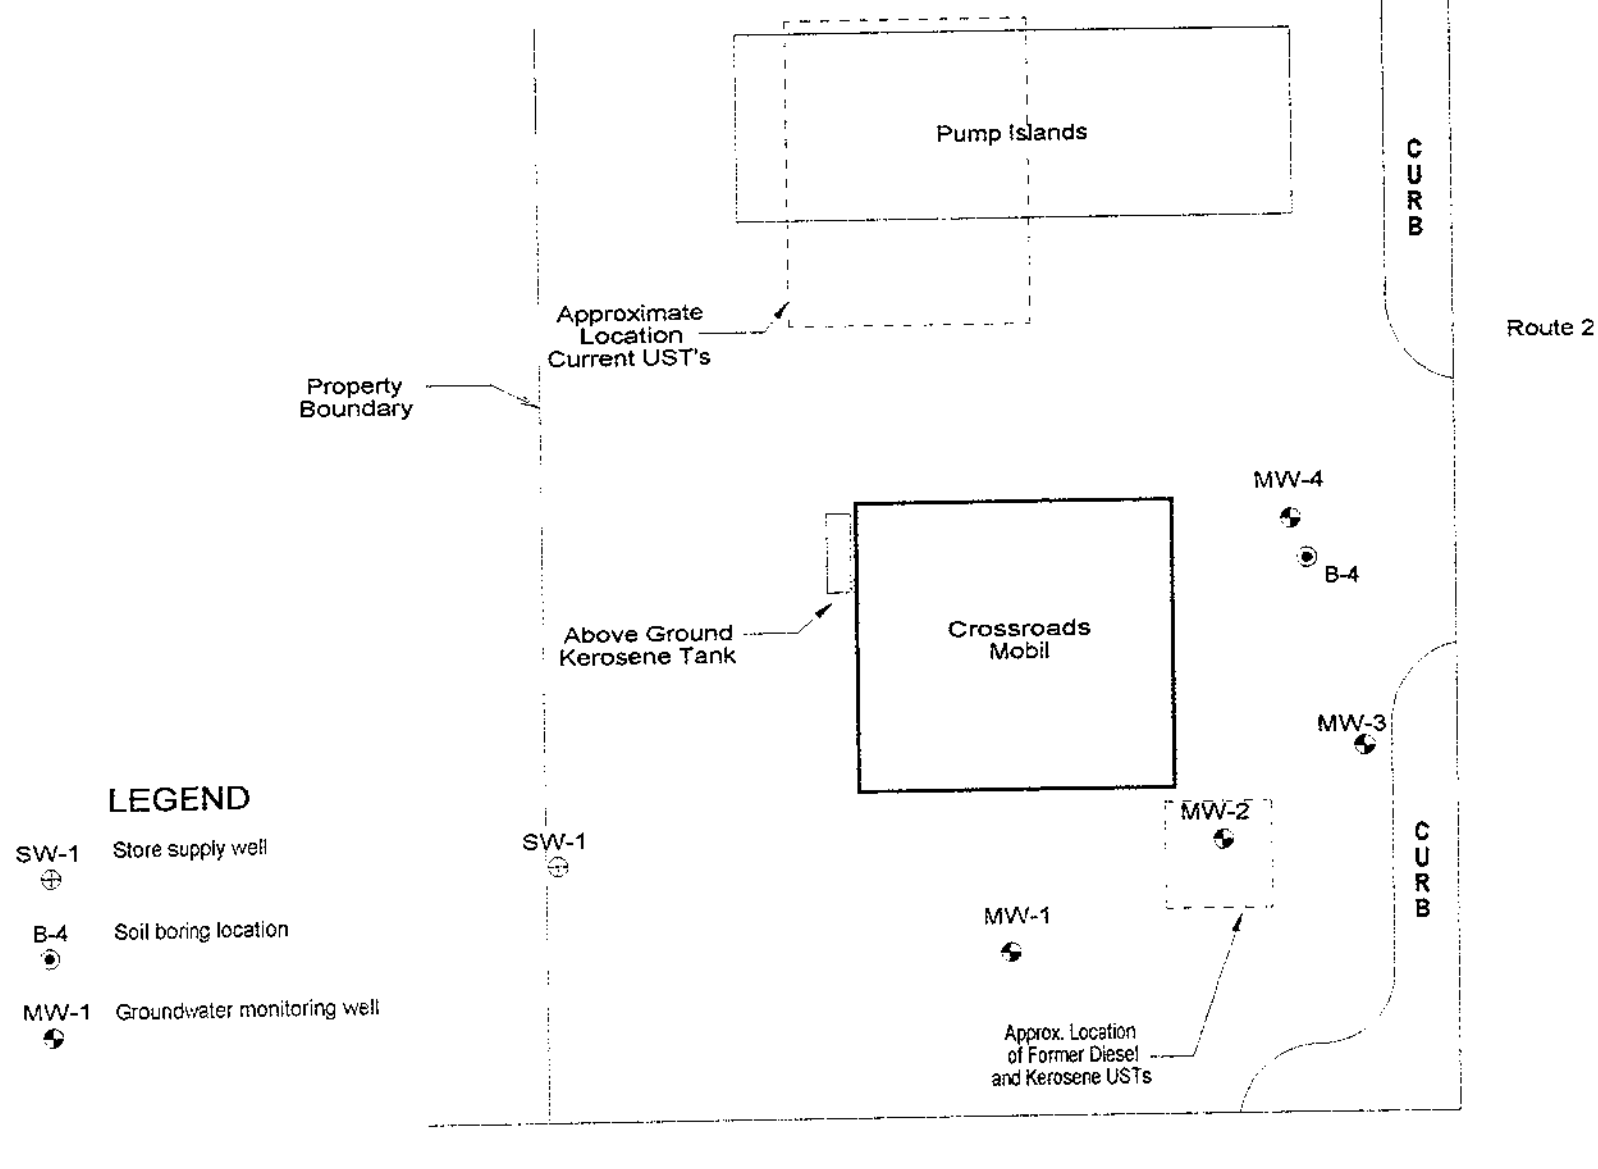 Pump Islands
C
U
R
B
Approximate
Location
Current UST's
Route 2
Property
Boundary
MW-4
B-4
Above Ground
Kerosene Tank
Crossroads
Mobil
MW-3
LEGEND
SW-1 Store supply well
B-4 Soil boring location
MW-1 Groundwater monitoring well
SW-1
MW-2
MW-1
C
U
R
B
Approx. Location
of Former Diesel
and Kerosene USTs